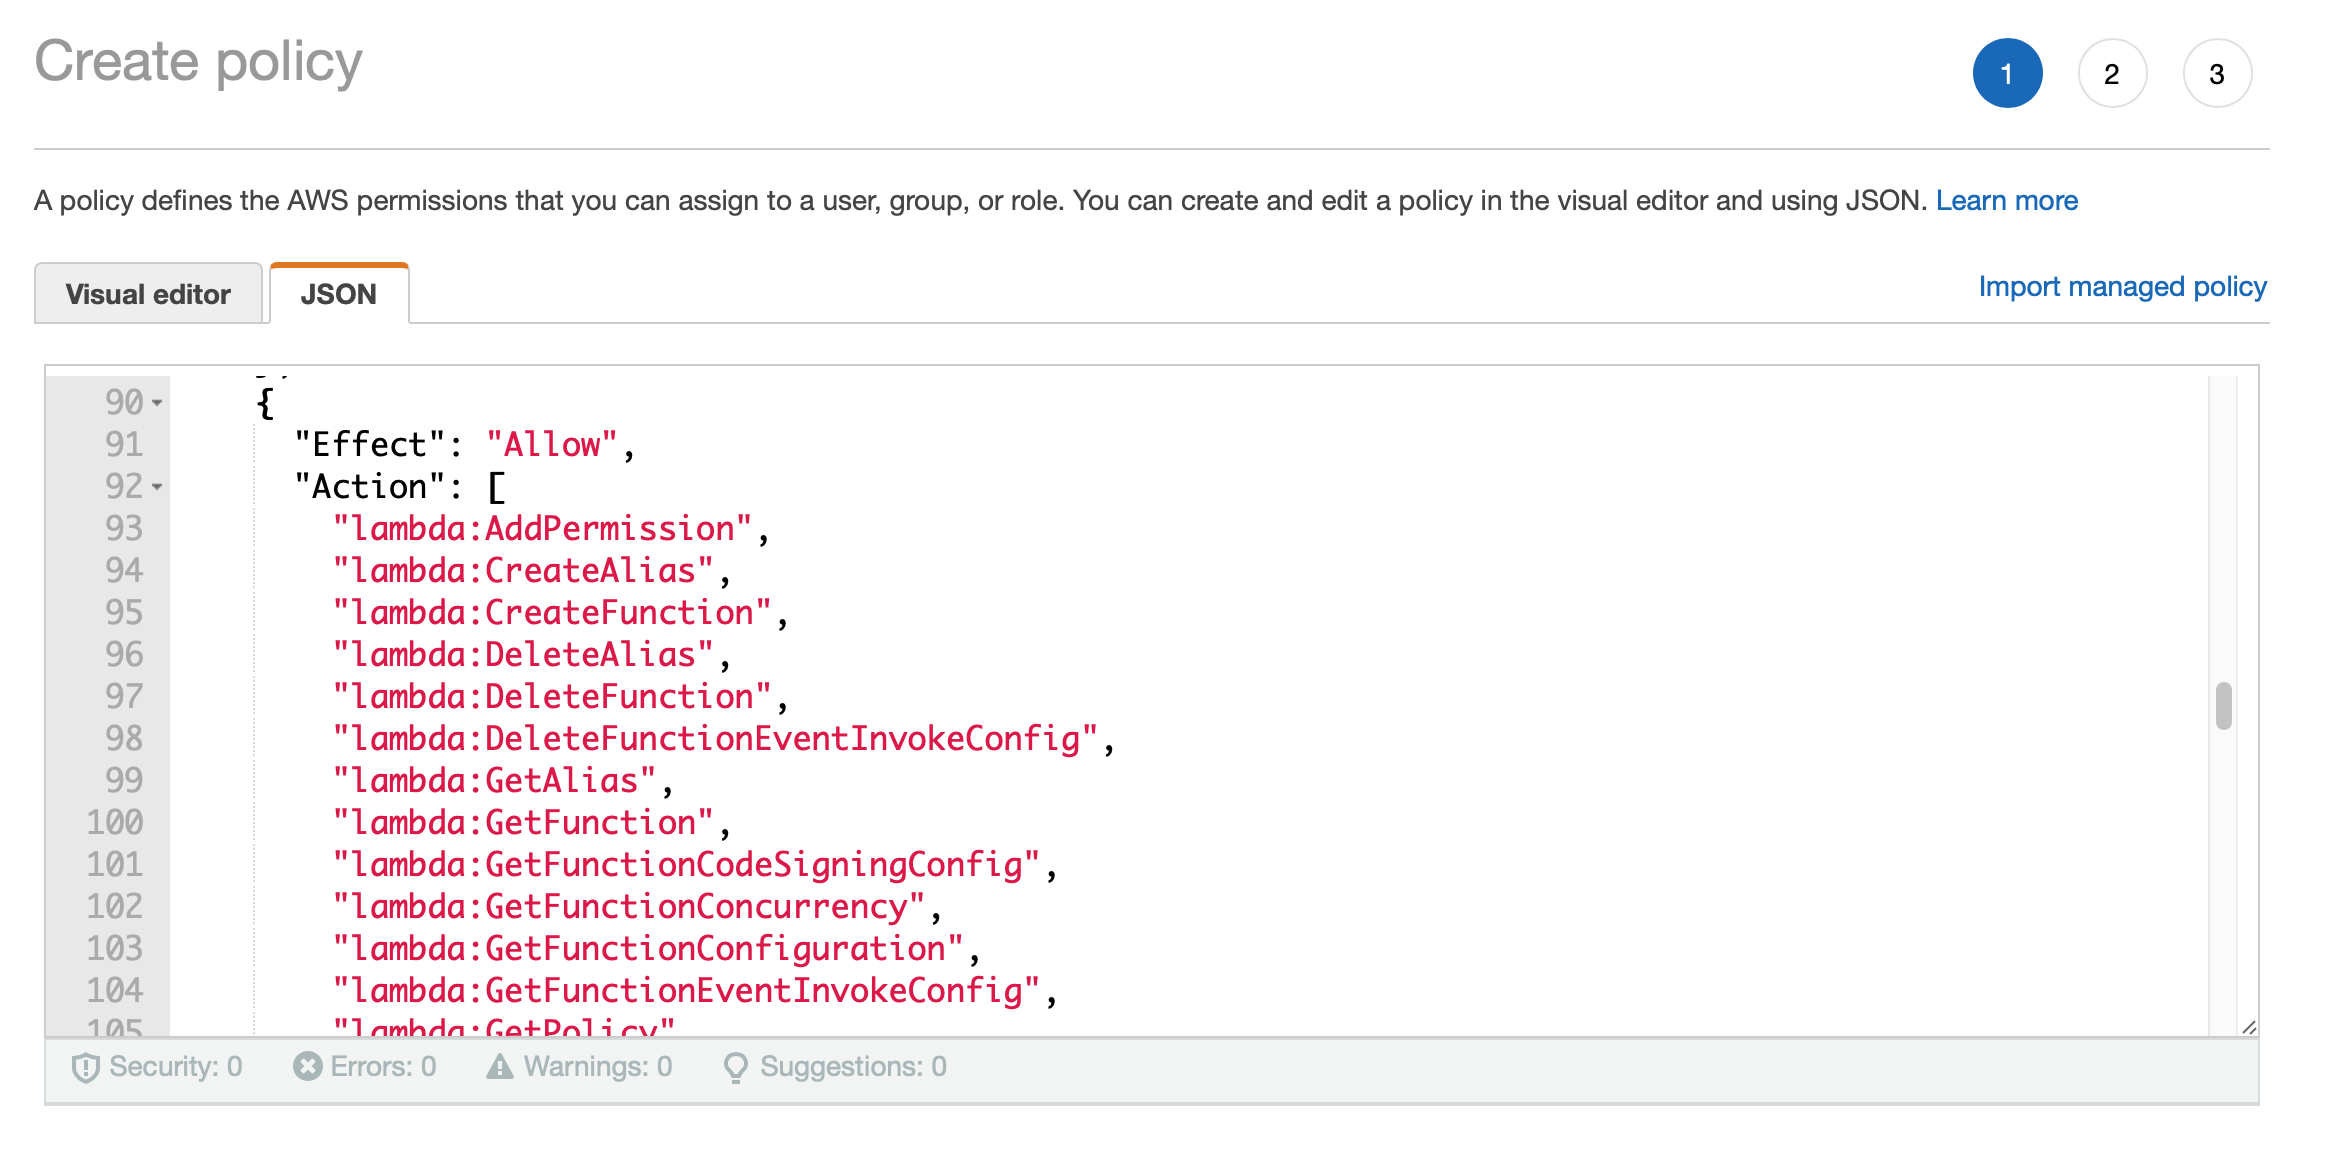 Create policy
1 2 3
A policy defines the AWS permissions that you can assign to a user, group, or role. You can create and edit a policy in the visual editor and using JSON. Learn more
Visual editor JSON Import managed policy
90 {
91 "Effect": "Allow",
92 "Action": [
93 "lambda:AddPermission",
94 "lambda:CreateAlias",
95 "lambda:CreateFunction",
96 "lambda:DeleteAlias",
97 "lambda:DeleteFunction",
98 "lambda:DeleteFunctionEventInvokeConfig",
99 "lambda:GetAlias",
100 "lambda:GetFunction",
101 "lambda:GetFunctionCodeSigningConfig",
102 "lambda:GetFunctionConcurrency",
103 "lambda:GetFunctionConfiguration",
104 "lambda:GetFunctionEventInvokeConfig",
105 "lambda:GetPolicy"
Security: 0 Errors: 0 Warnings: 0 Suggestions: 0